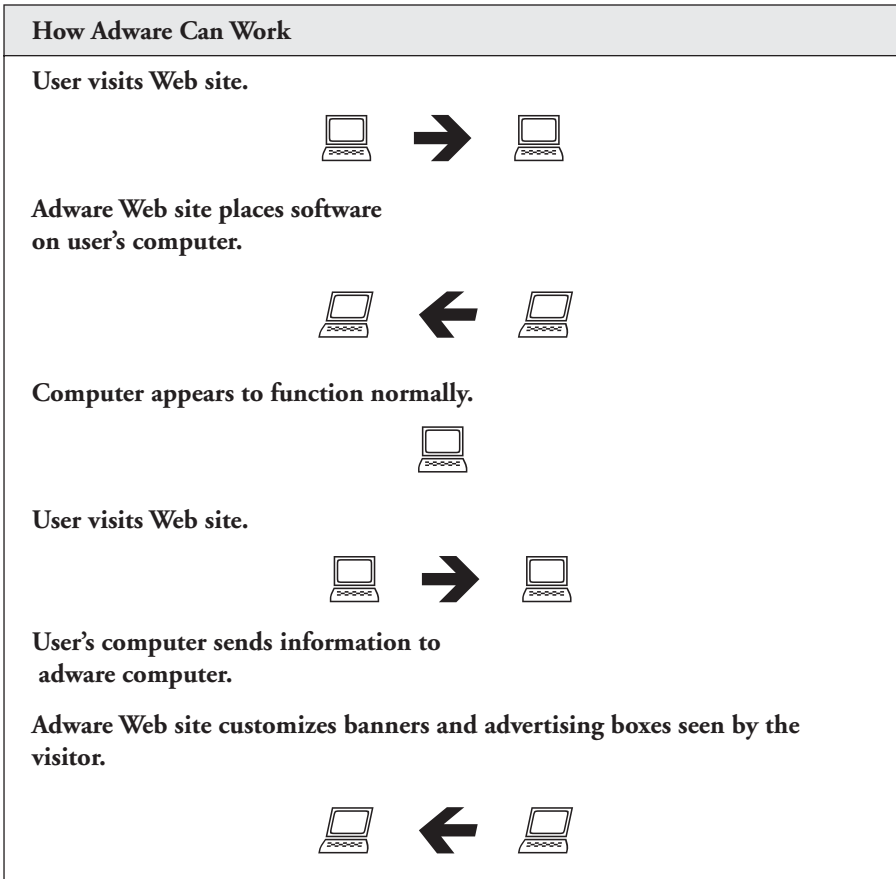 How Adware Can Work
User visits Web site.
Adware Web site places software
on user’s computer.
Computer appears to function normally.
User visits Web site.
User’s computer sends information to
adware computer.
Adware Web site customizes banners and advertising boxes seen by the
visitor.